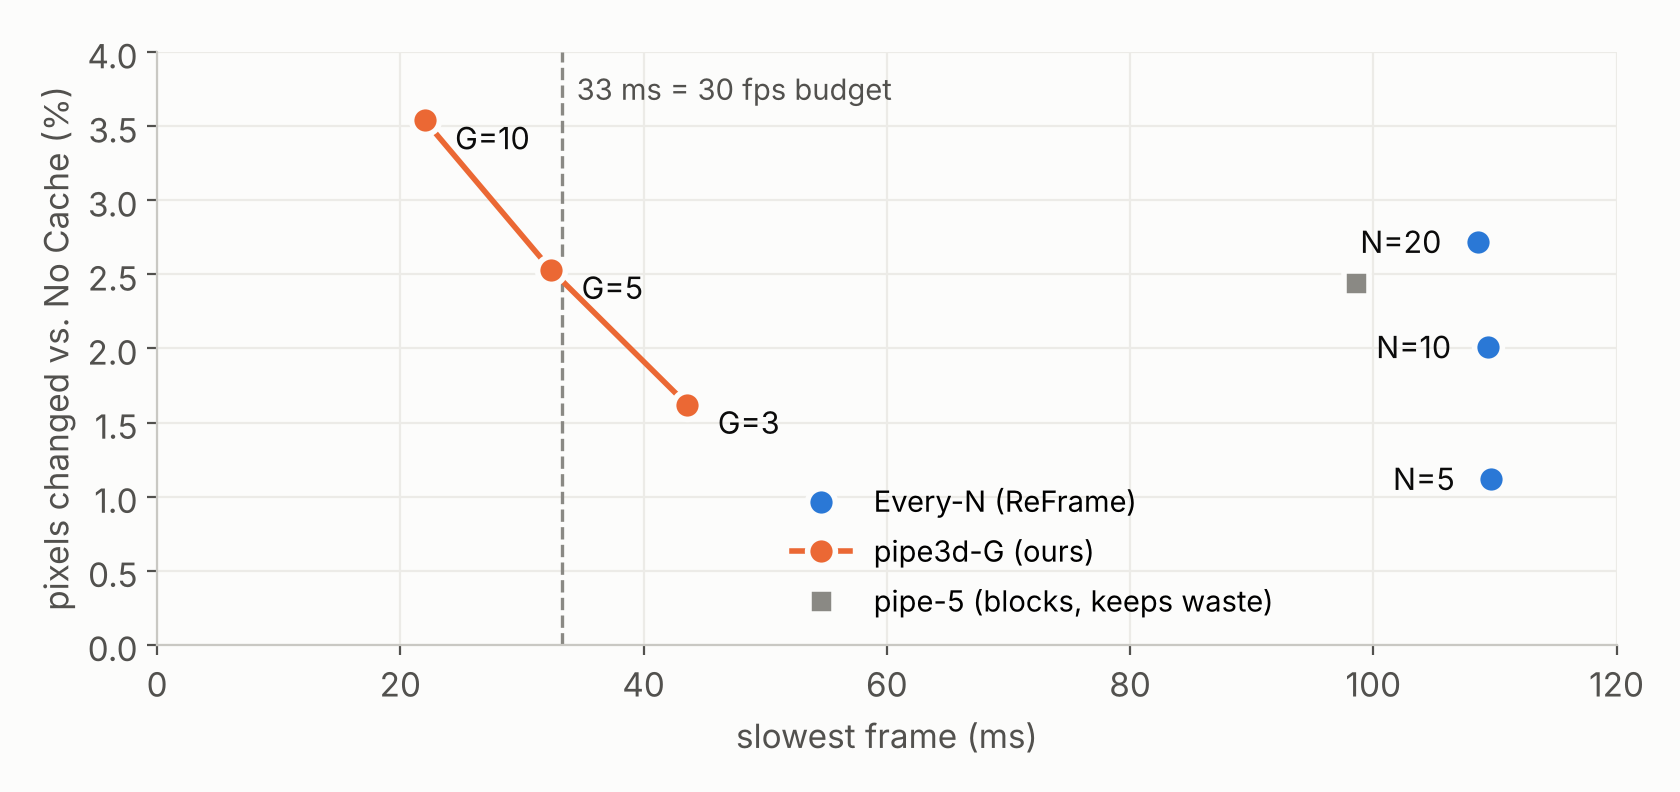 33 ms = 30 fps budget
4.0
3.5
3.0
2.5
2.0
1.5
1.0
0.5
0.0
pixels changed vs. No Cache (%)
G=10
G=5
G=3
N=20
N=10
N=5
Every-N (ReFrame)
pipe3d-G (ours)
pipe-5 (blocks, keeps waste)
0 20 40 60 80 100 120
slowest frame (ms)